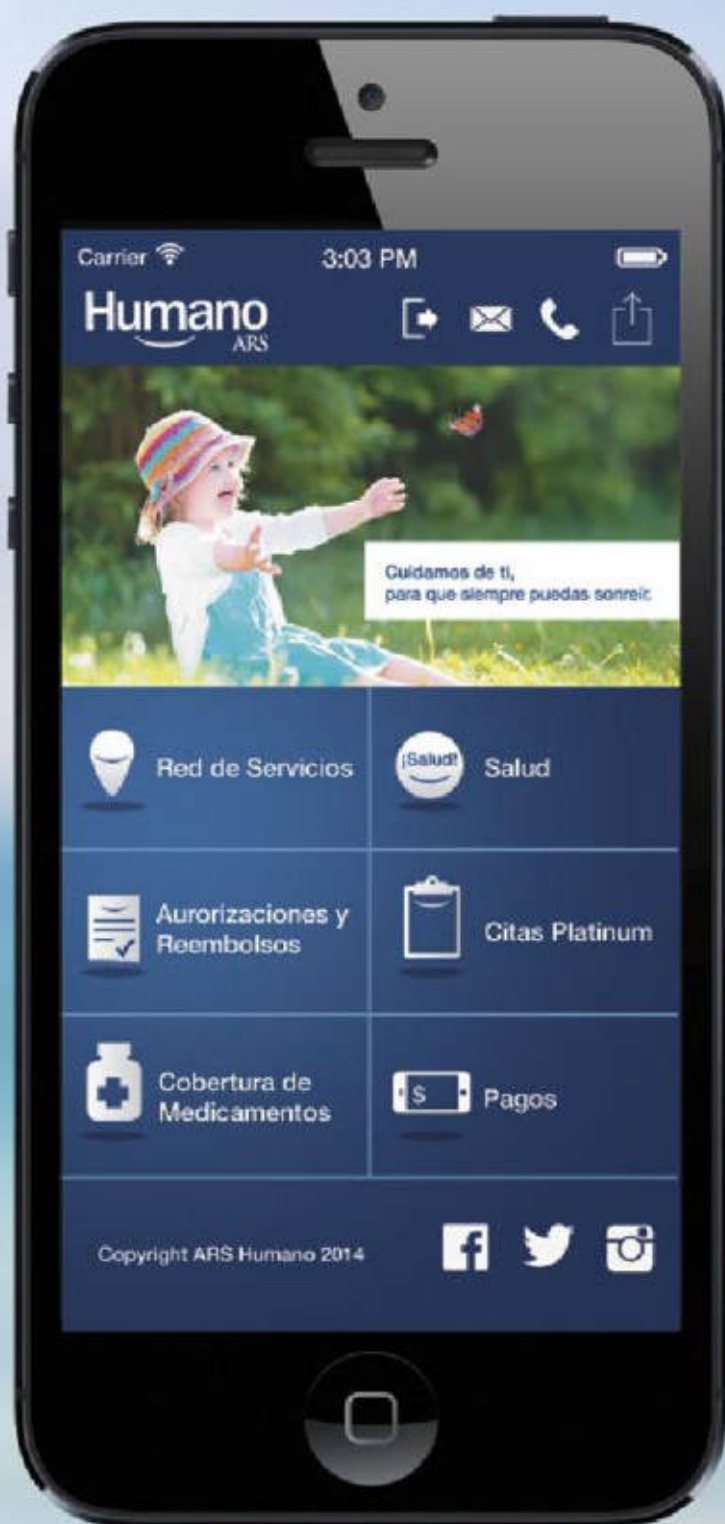 Carrier 3:03 PM
Humano
ARS
Cuidamos de ti,
para que siempre puedas sonreir.
Red de Servicios
¡Salud!
Salud
Aurorizaciones y
Reembolsos
Citas Platinum
Cobertura de
Medicamentos
$
Pagos
Copyright ARS Humano 2014